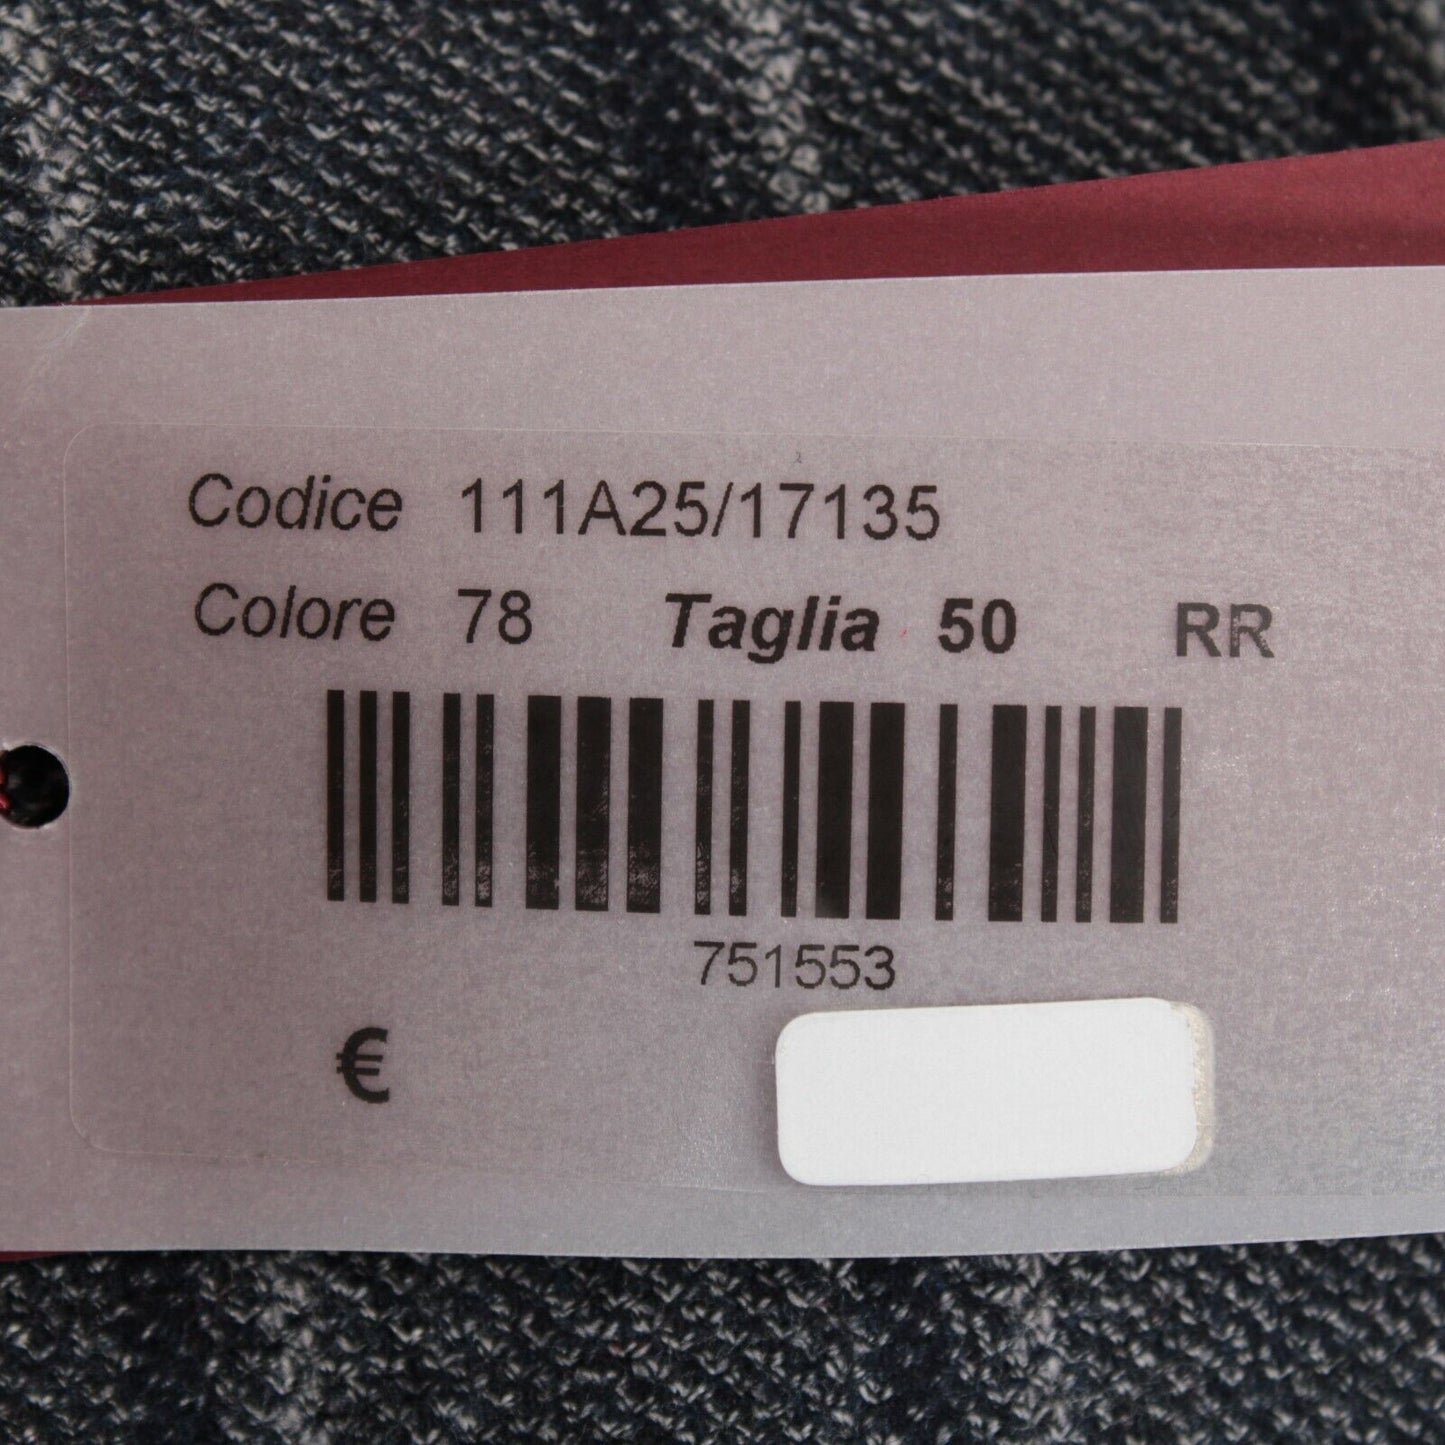 Codice 111A25/17135
Colore 78 Taglia 50 RR
751553
€